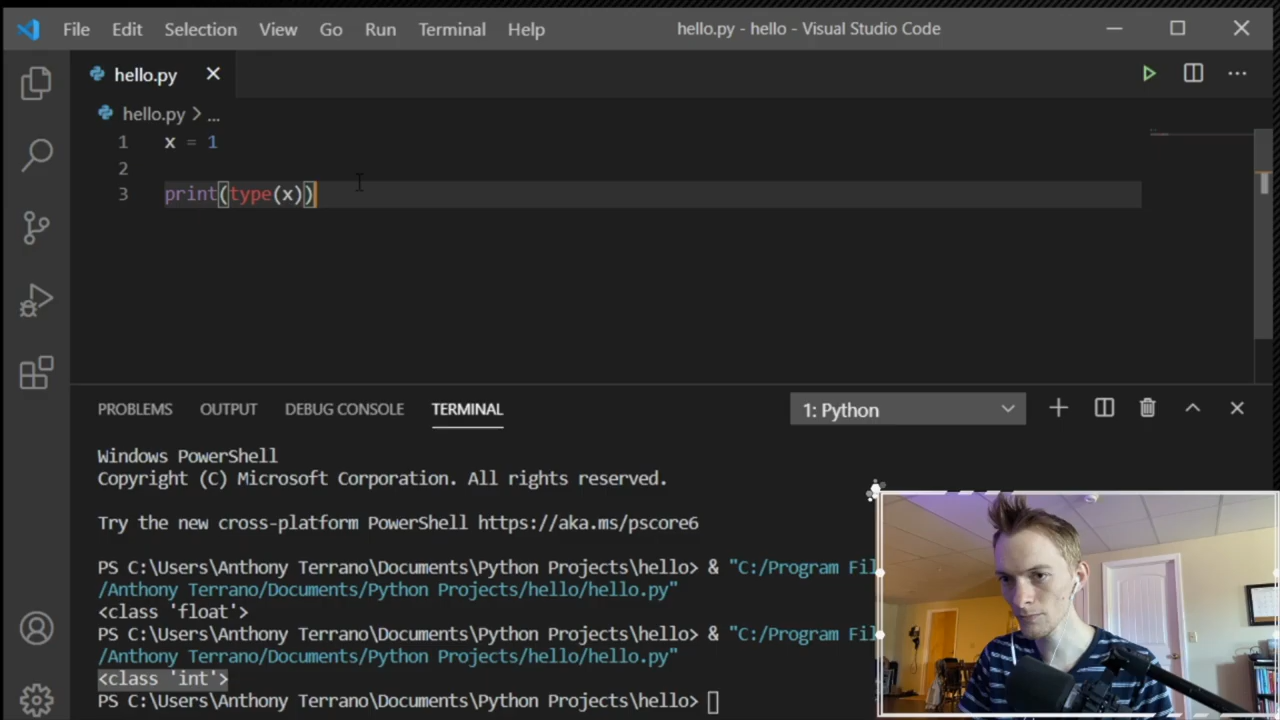 File Edit Selection View Go Run Terminal Help hello.py - hello - Visual Studio Code
hello.py
hello.py > ...
1 x = 1
2
3 print(type(x))
PROBLEMS OUTPUT DEBUG CONSOLE TERMINAL 1: Python
Windows PowerShell
Copyright (C) Microsoft Corporation. All rights reserved.
Try the new cross-platform PowerShell https://aka.ms/pscore6
PS C:\Users\Anthony Terrano\Documents\Python Projects\hello> & "C:/Program Fil
/Anthony Terrano/Documents/Python Projects/hello/hello.py"
<class 'float'>
PS C:\Users\Anthony Terrano\Documents\Python Projects\hello> & "C:/Program Fil
/Anthony Terrano/Documents/Python Projects/hello/hello.py"
<class 'int'>
PS C:\Users\Anthony Terrano\Documents\Python Projects\hello>